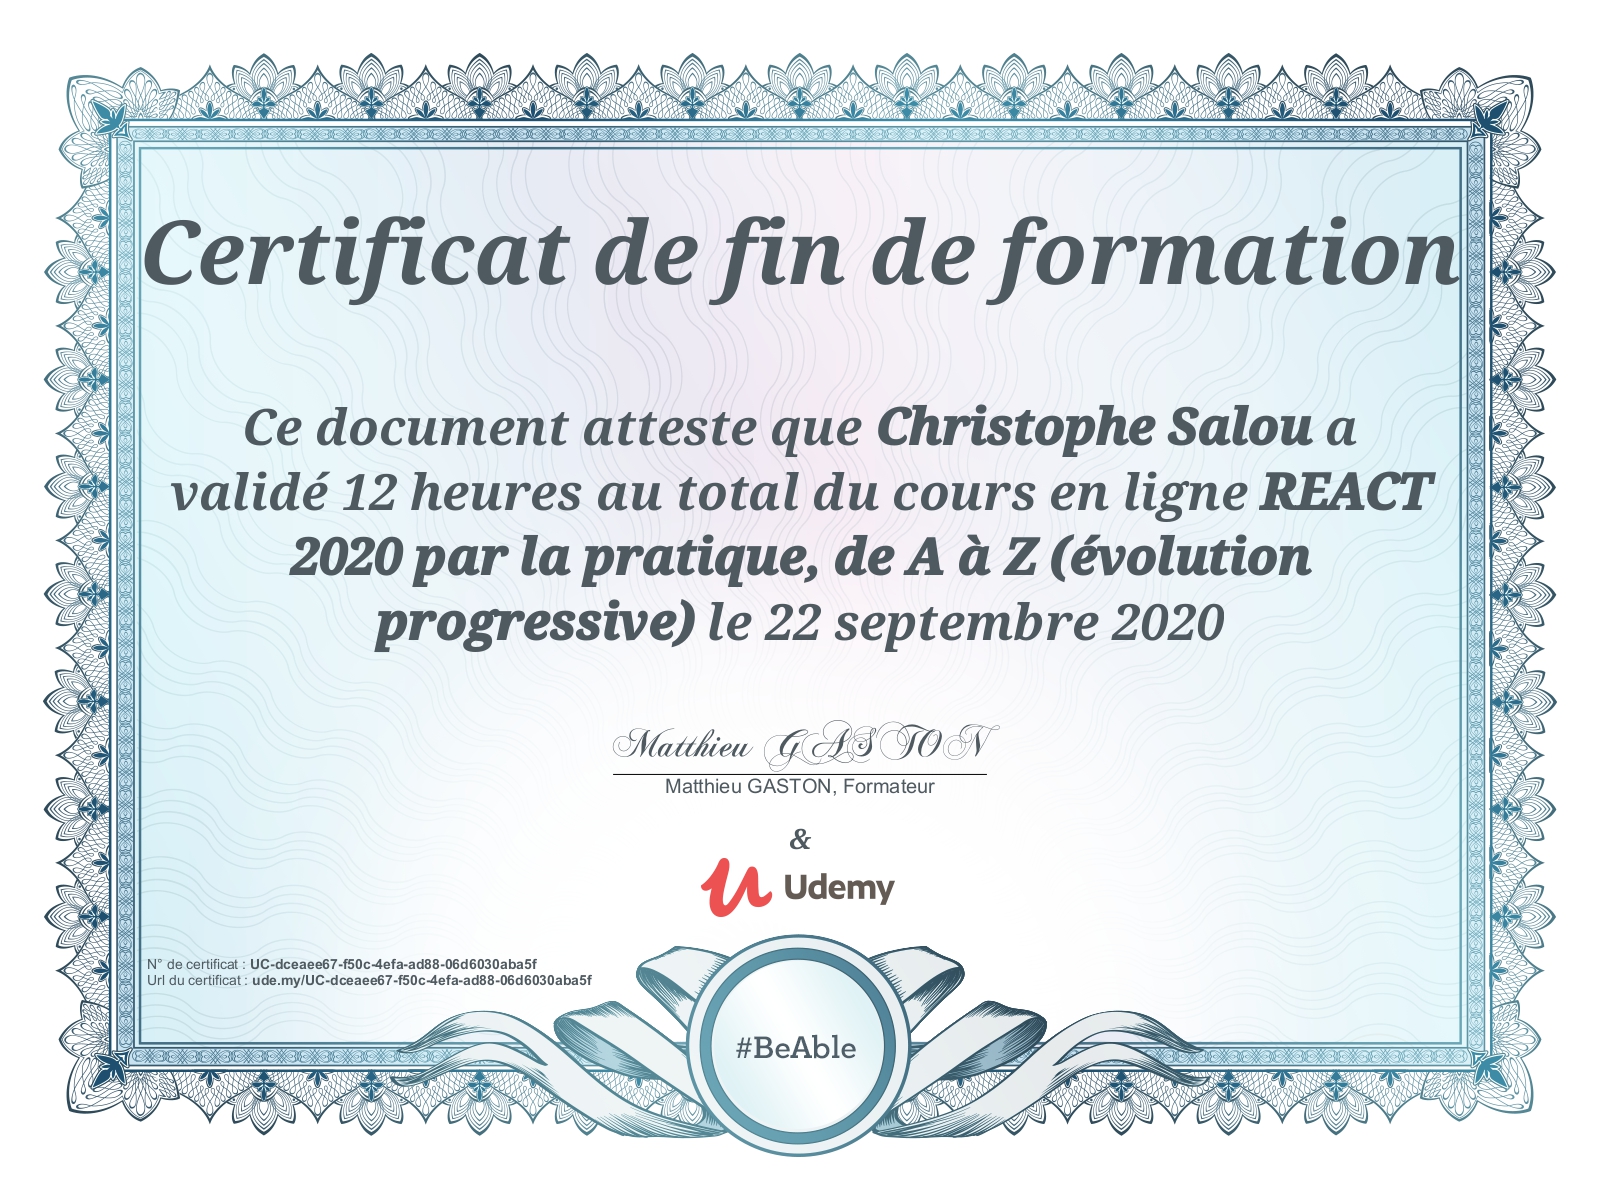 Certificat de fin de formation
Ce document atteste que Christophe Salou a
validé 12 heures au total du cours en ligne REACT
2020 par la pratique, de A à Z (évolution
progressive) le 22 septembre 2020
Matthieu GASTON
Matthieu GASTON, Formateur
&
Udemy
N° de certificat : UC-dceaee67-f50c-4efa-ad88-06d6030aba5f
Url du certificat : ude.my/UC-dceaee67-f50c-4efa-ad88-06d6030aba5f
#BeAble